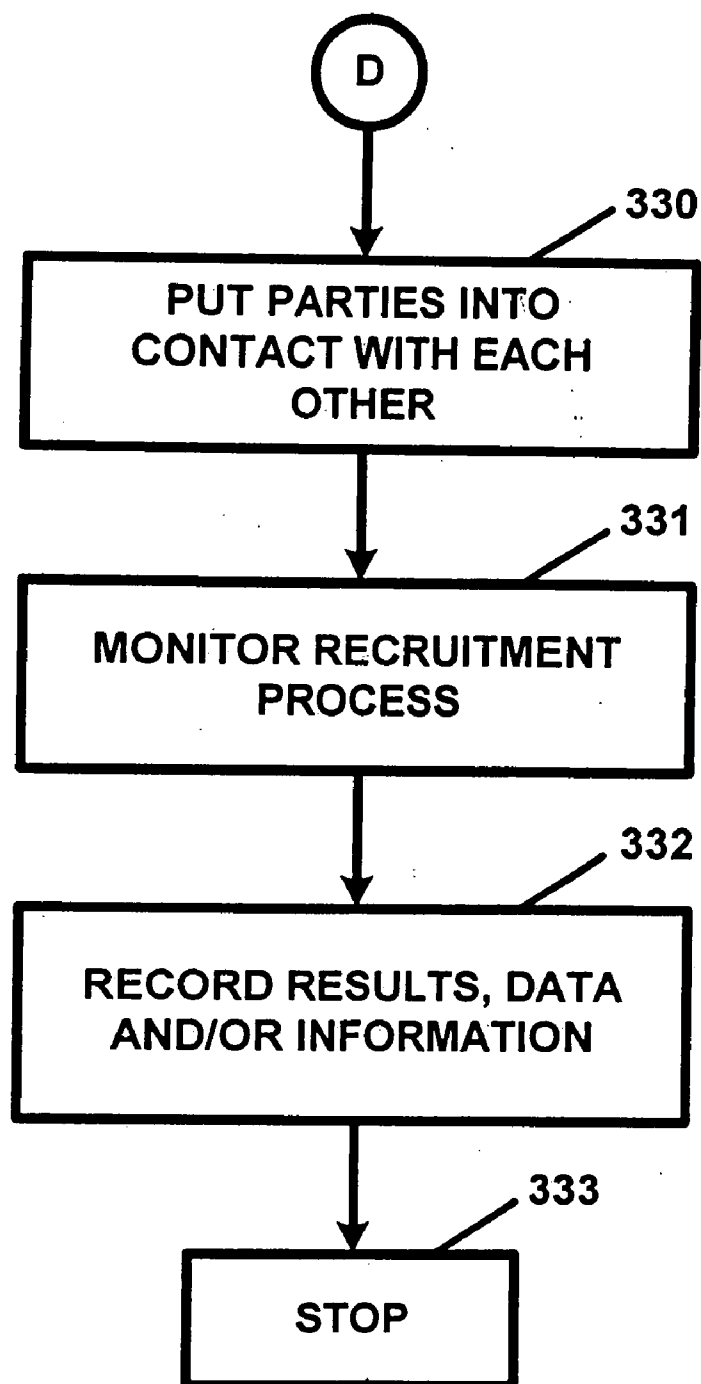 D
330
PUT PARTIES INTO
CONTACT WITH EACH
OTHER
331
MONITOR RECRUITMENT
PROCESS
332
RECORD RESULTS, DATA
AND/OR INFORMATION
333
STOP